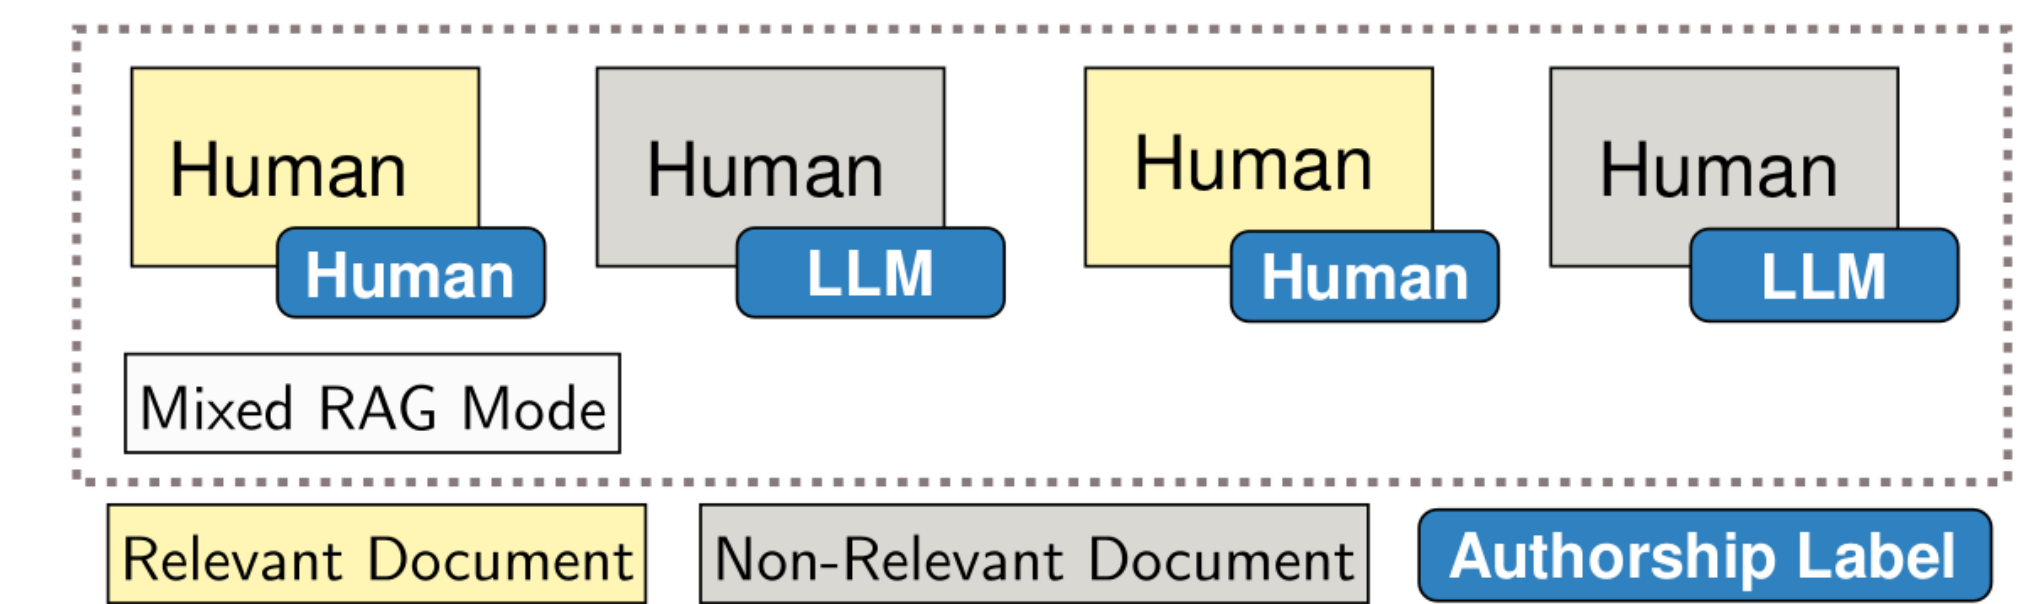 Human
Human
Human
Human
Human
LLM
Human
LLM
Mixed RAG Mode
Relevant Document
Non-Relevant Document
Authorship Label